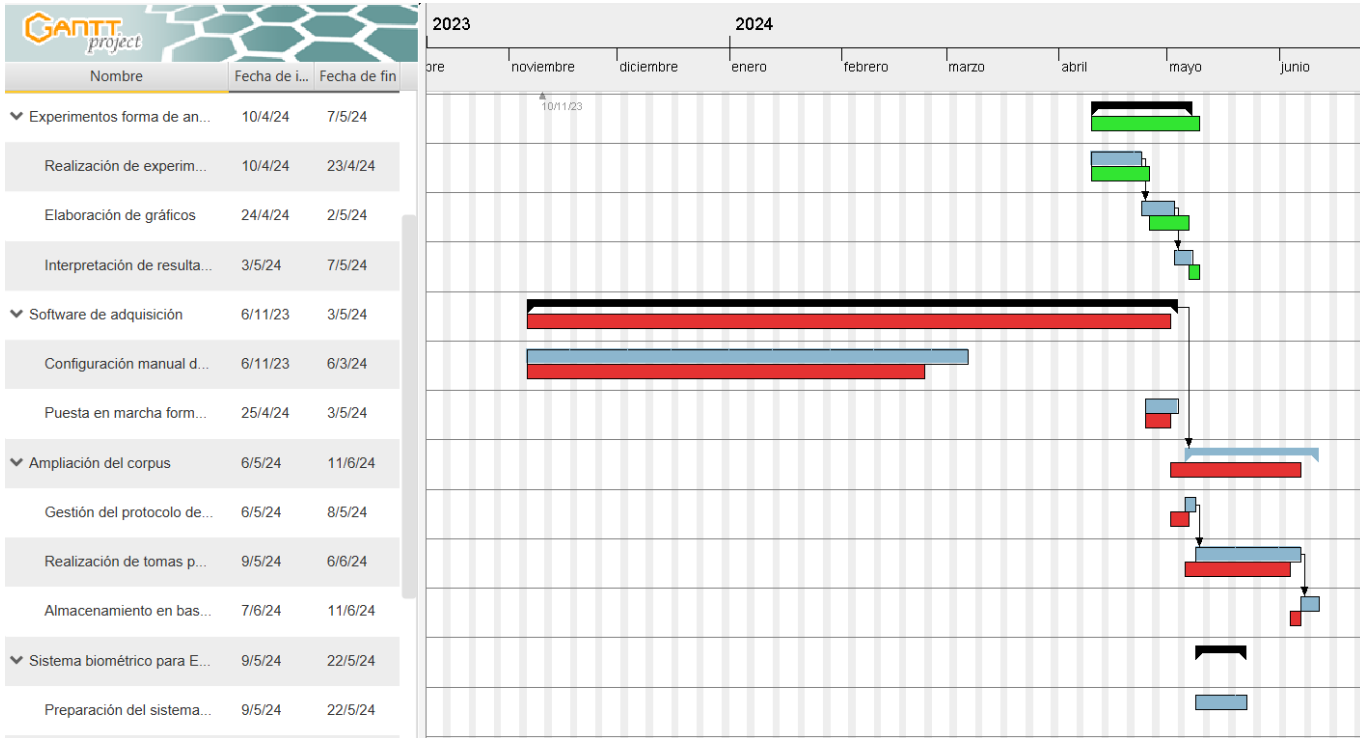 GANTT
project
2023
2024
Nombre Fecha de i... Fecha de fin
bre noviembre diciembre enero febrero marzo abril mayo junio
10/11/23
Experimentos forma de an... 10/4/24 7/5/24
Realización de experim... 10/4/24 23/4/24
Elaboración de gráficos 24/4/24 2/5/24
Interpretación de resulta... 3/5/24 7/5/24
Software de adquisición 6/11/23 3/5/24
Configuración manual d... 6/11/23 6/3/24
Puesta en marcha form... 25/4/24 3/5/24
Ampliación del corpus 6/5/24 11/6/24
Gestión del protocolo de... 6/5/24 8/5/24
Realización de tomas p... 9/5/24 6/6/24
Almacenamiento en bas... 7/6/24 11/6/24
Sistema biométrico para E... 9/5/24 22/5/24
Preparación del sistema... 9/5/24 22/5/24